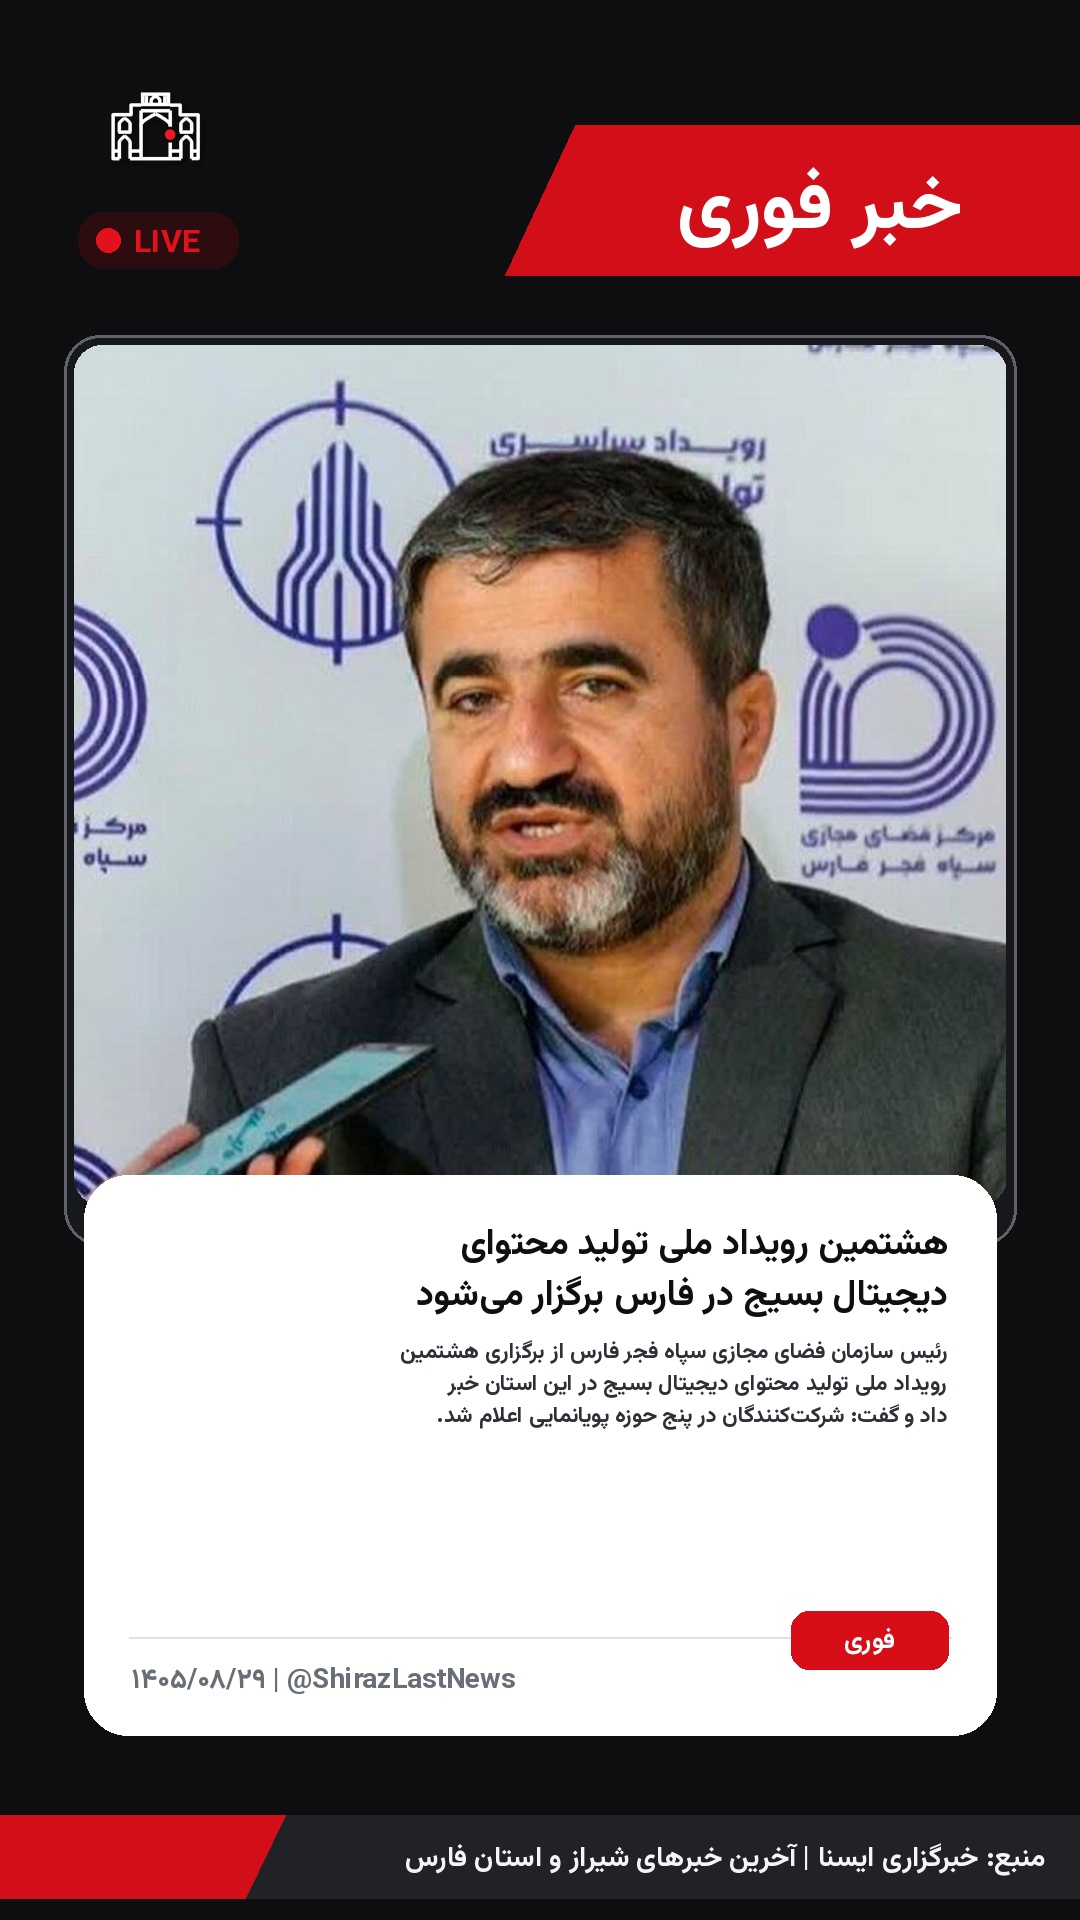 خبر فوری
LIVE
رویداد سراسری
مرکز فضای مجازی
سپاه فجر فارس
مرکز
سپاه
هشتمین رویداد ملی تولید محتوای
دیجیتال بسیج در فارس برگزار می‌شود
رئیس سازمان فضای مجازی سپاه فجر فارس از برگزاری هشتمین
رویداد ملی تولید محتوای دیجیتال بسیج در این استان خبر
داد و گفت: شرکت‌کنندگان در پنج حوزه پویانمایی اعلام شد.
فوری
۱۴۰۵/۰۸/۲۹ | @ShirazLastNews
منبع: خبرگزاری ایسنا | آخرین خبرهای شیراز و استان فارس